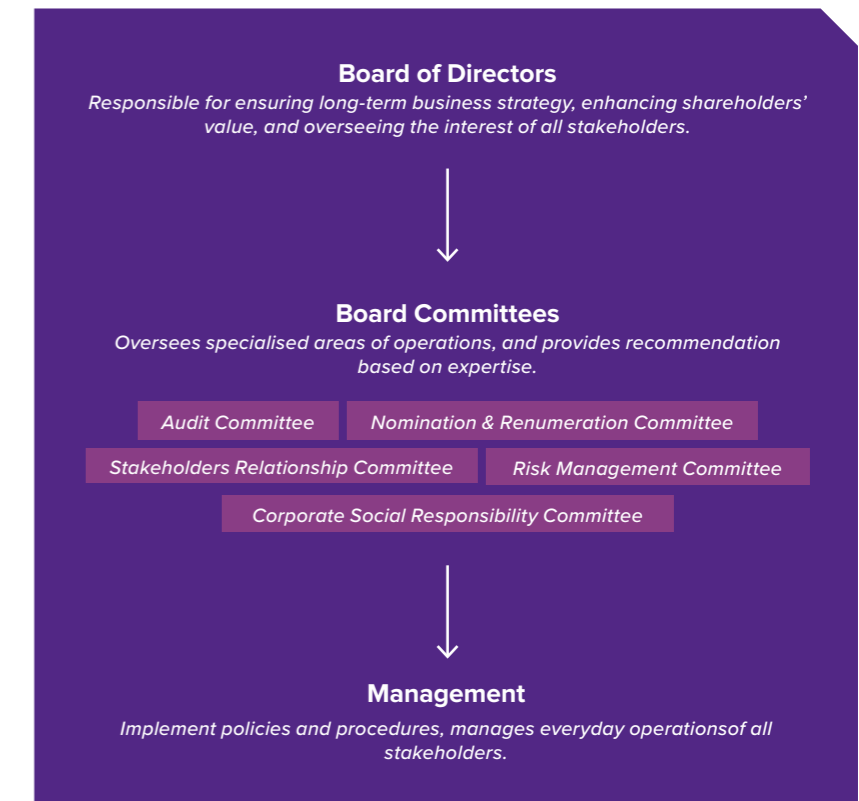 Board of Directors
Responsible for ensuring long-term business strategy, enhancing shareholders'
value, and overseeing the interest of all stakeholders.
Board Committees
Oversees specialised areas of operations, and provides recommendation
based on expertise.
Audit Committee
Nomination & Renumeration Committee
Stakeholders Relationship Committee
Risk Management Committee
Corporate Social Responsibility Committee
Management
Implement policies and procedures, manages everyday operationsof all
stakeholders.